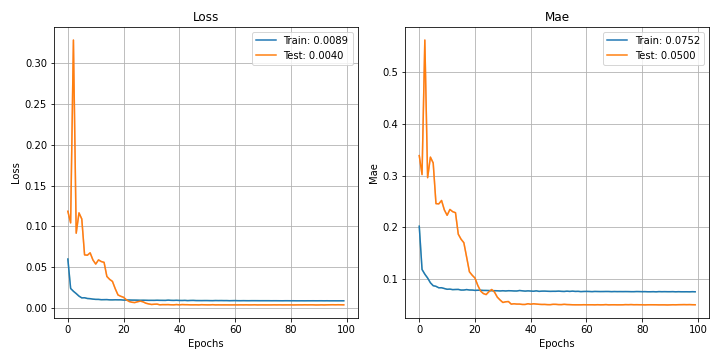 Loss
Train: 0.0089
Test: 0.0040
0.30
0.25
0.20
0.15
0.10
0.05
0.00
Loss
0 20 40 60 80 100
Epochs
Mae
Train: 0.0752
Test: 0.0500
0.5
0.4
0.3
0.2
0.1
Mae
0 20 40 60 80 100
Epochs